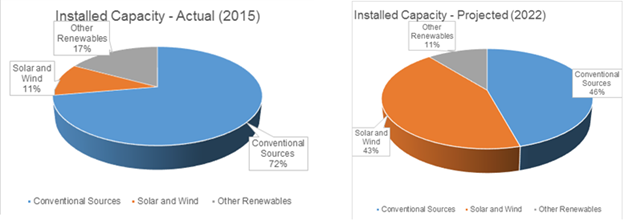 Installed Capacity - Actual (2015)
Other
Renewables
17%
Solar and
Wind
11%
Conventional
Sources
72%
Conventional Sources Solar and Wind Other Renewables
Installed Capacity - Projected (2022)
Other
Renewables
11%
Conventional
Sources
46%
Solar and
Wind
43%
Conventional Sources Solar and Wind Other Renewables